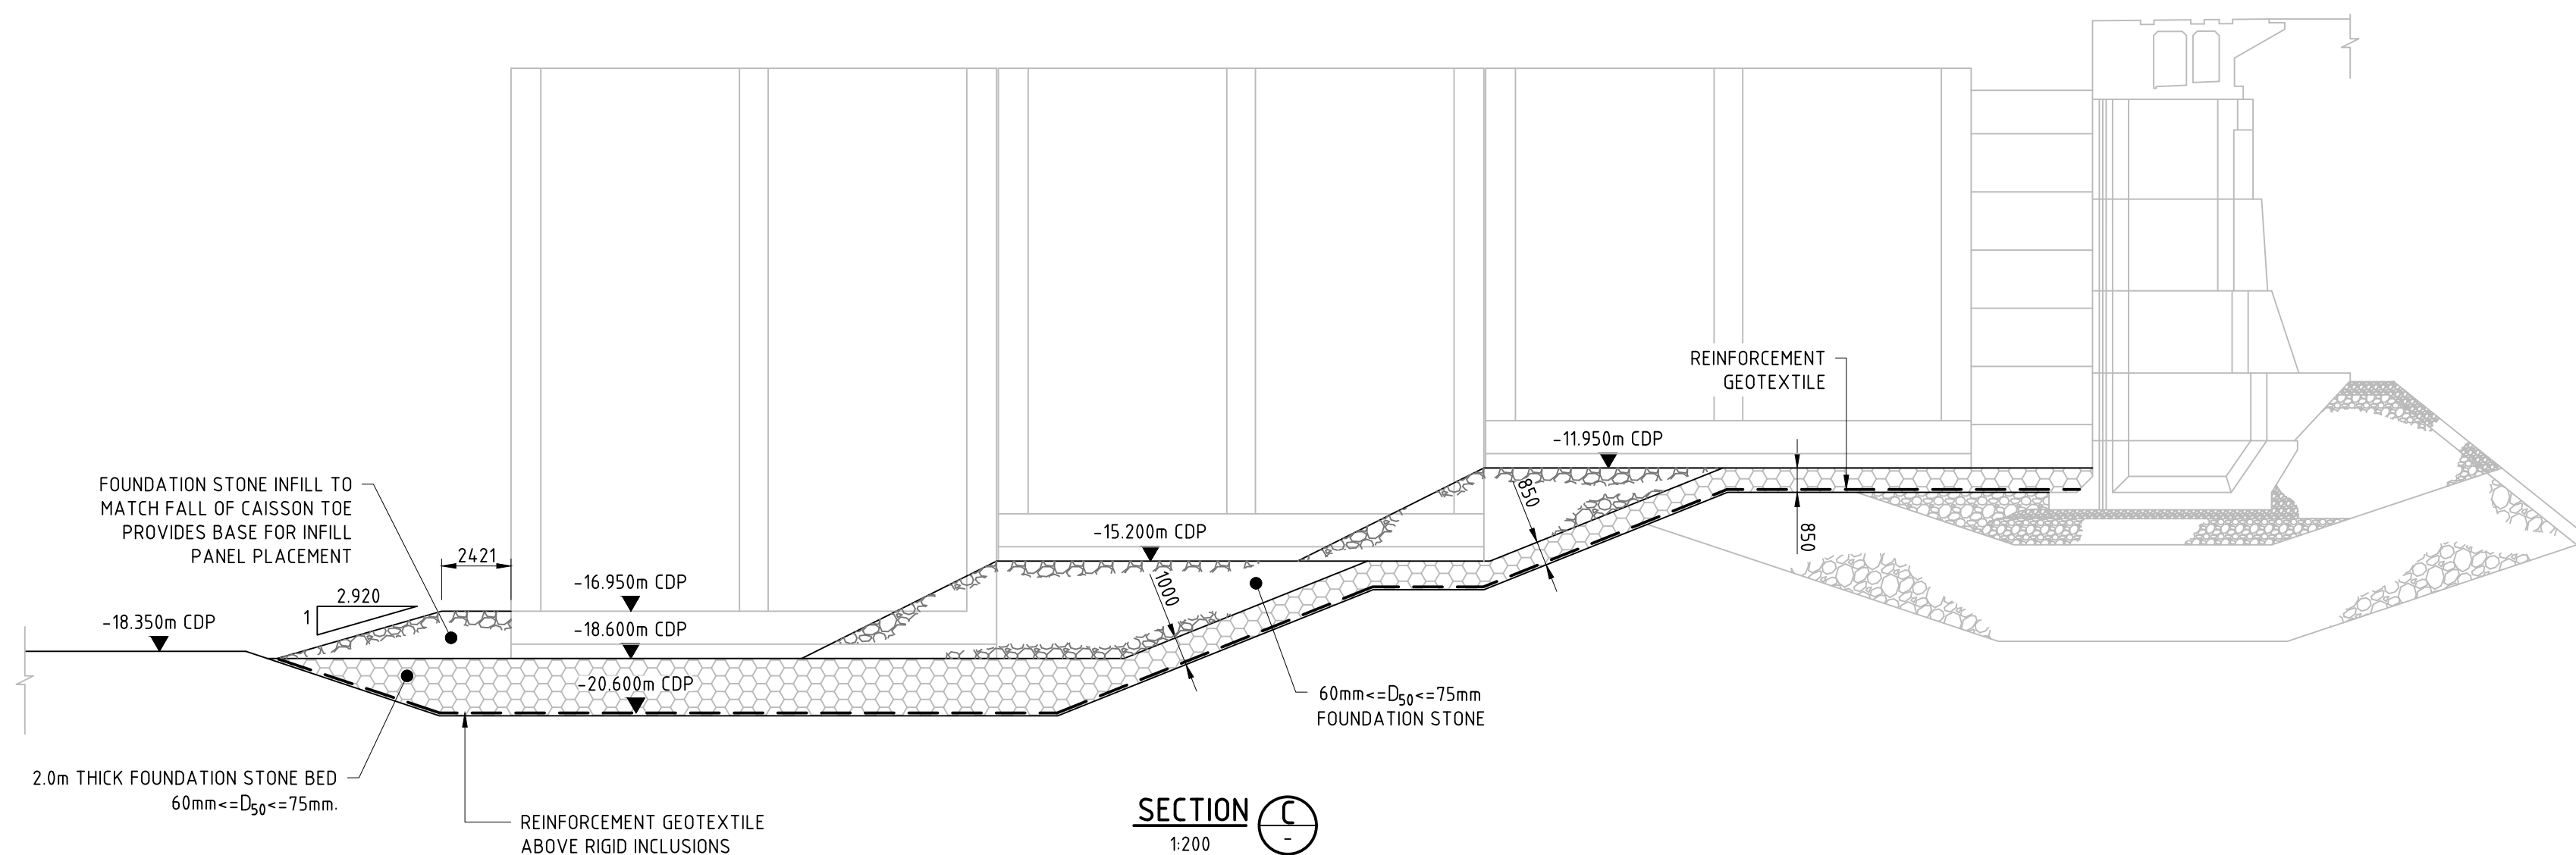 REINFORCEMENT
GEOTEXTILE
-11.950m CDP
850
850
FOUNDATION STONE INFILL TO
MATCH FALL OF CAISSON TOE
PROVIDES BASE FOR INFILL
PANEL PLACEMENT
2421
-15.200m CDP
1000
-16.950m CDP
2.920
1
-18.350m CDP
-18.600m CDP
-20.600m CDP
60mm<=D50<=75mm
FOUNDATION STONE
2.0m THICK FOUNDATION STONE BED
60mm<=D50<=75mm.
REINFORCEMENT GEOTEXTILE
ABOVE RIGID INCLUSIONS
SECTION C
-
1:200